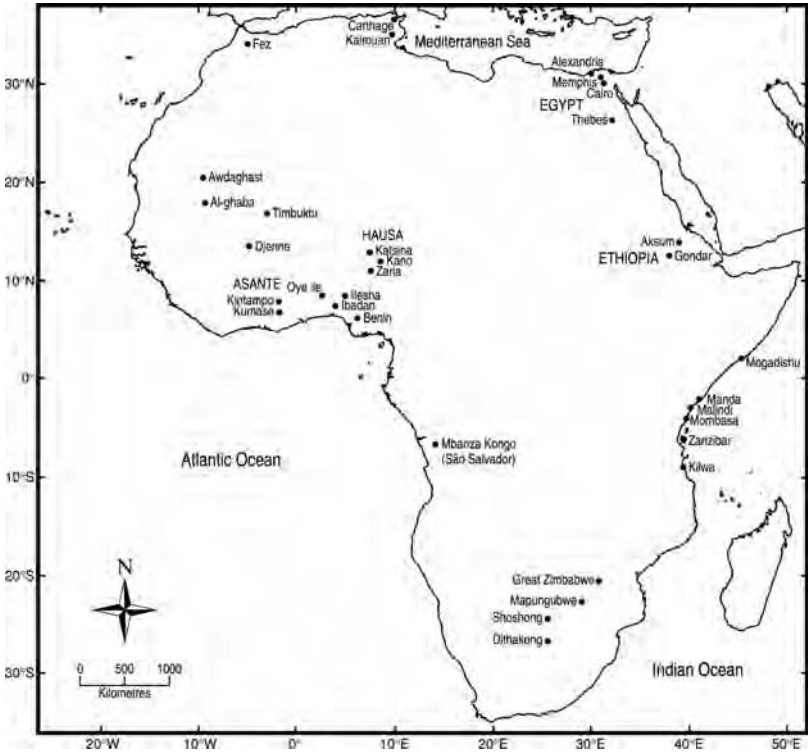 Carthage
Kairouan
Mediterranean Sea
Fez
Alexandria
Memphis
Cairo
EGYPT
Thebes
30°N
20°N
Awdaghast
Al-ghaba
Timbuktu
Djenne
HAUSA
Katsina
Kano
Zaria
Aksum
ETHIOPIA
Gondar
10°N
ASANTE
Oye ile
Ilesha
Kintampo
Ibadan
Kumase
Benin
0°
Mogadishu
Manda
Malindi
Mombasa
Zanzibar
Kilwa
Mbanza Kongo
(São Salvador)
Atlantic Ocean
10°S
N
Great Zimbabwe
20°S
Mapungubwe
Shoshong
Dithakong
0 500 1000
Kilometres
Indian Ocean
30°S
20°W 10°W 0° 10°E 20°E 30°E 40°E 50°E